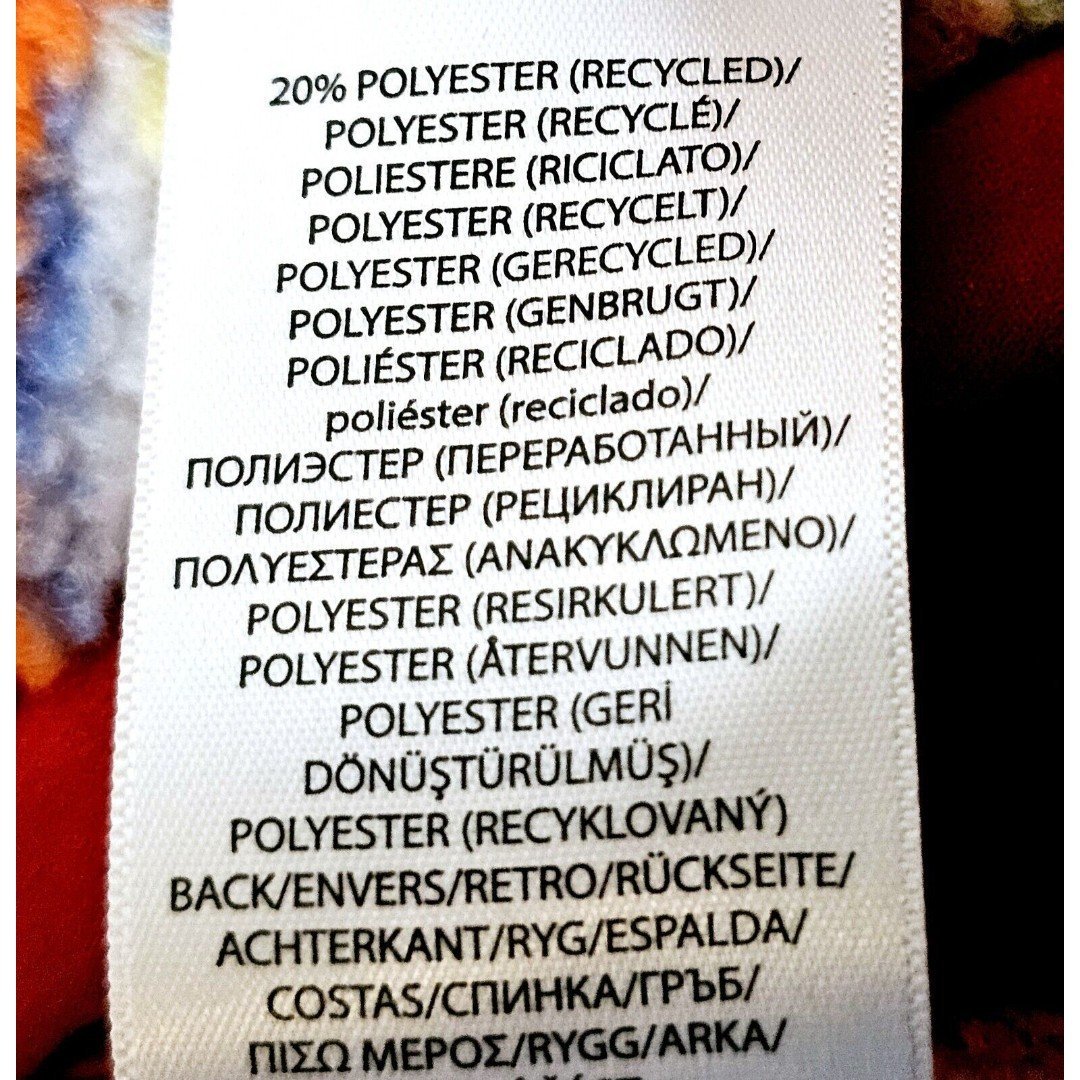 20% POLYESTER (RECYCLED)/
POLYESTER (RECYCLÉ)/
POLIESTERE (RICICLATO)/
POLYESTER (RECYCELT)/
POLYESTER (GERECYCLED)/
POLYESTER (GENBRUGT)/
POLIÉSTER (RECICLADO)/
poliéster (reciclado)/
ПОЛИЭСТЕР (ПЕРЕРАБОТАННЫЙ)/
ПОЛИЕСТЕР (РЕЦИКЛИРАН)/
ΠΟΛΥΕΣΤΕΡΑΣ (ΑΝΑΚΥΚΛΩΜΕΝΟ)/
POLYESTER (RESIRKULERT)/
POLYESTER (ÅTERVUNNEN)/
POLYESTER (GERİ
DÖNÜŞTÜRÜLMÜŞ)/
POLYESTER (RECYKLOVANÝ)
BACK/ENVERS/RETRO/RÜCKSEITE/
ACHTERKANT/RYG/ESPALDA/
COSTAS/СПИНКА/ГРЪБ/
ΠΙΣΩ ΜΕΡΟΣ/RYGG/ARKA/